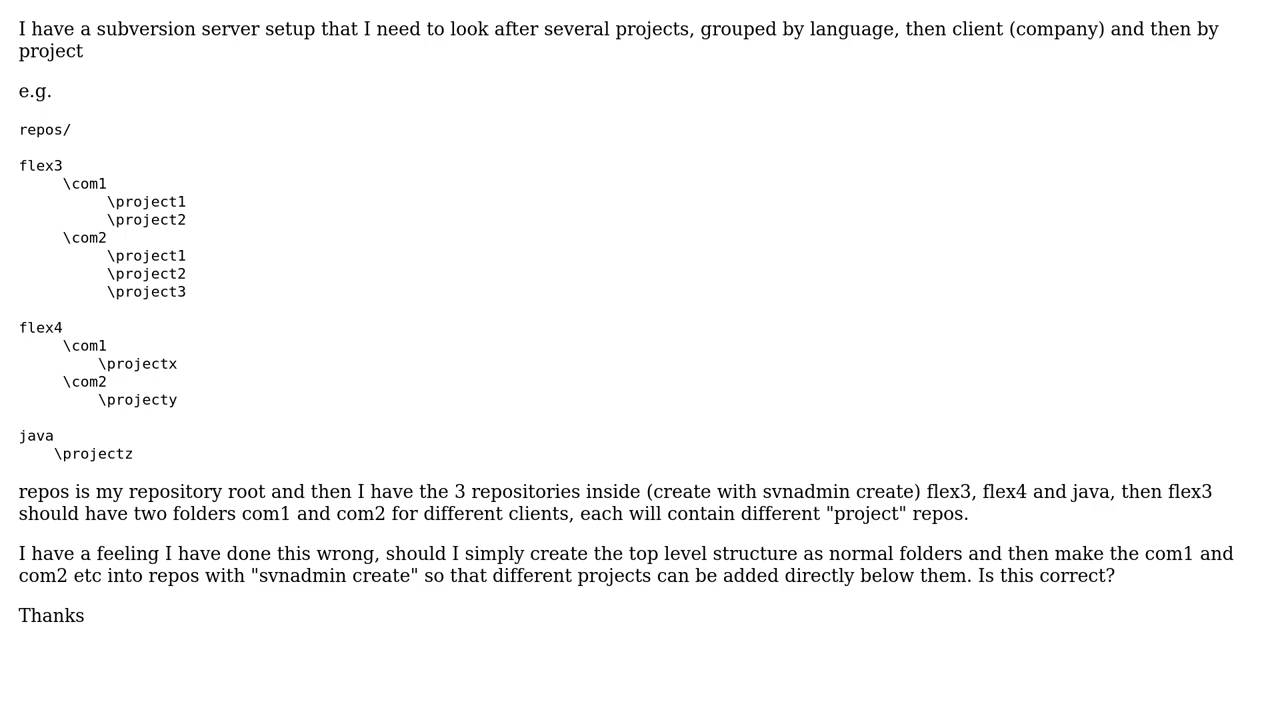 I have a subversion server setup that I need to look after several projects, grouped by language, then client (company) and then by
project
e.g.
repos/
flex3
\com1
\project1
\project2
\com2
\project1
\project2
\project3
flex4
\com1
\projectx
\com2
\projecty
java
\projectz
repos is my repository root and then I have the 3 repositories inside (create with svnadmin create) flex3, flex4 and java, then flex3
should have two folders com1 and com2 for different clients, each will contain different "project" repos.
I have a feeling I have done this wrong, should I simply create the top level structure as normal folders and then make the com1 and
com2 etc into repos with "svnadmin create" so that different projects can be added directly below them. Is this correct?
Thanks